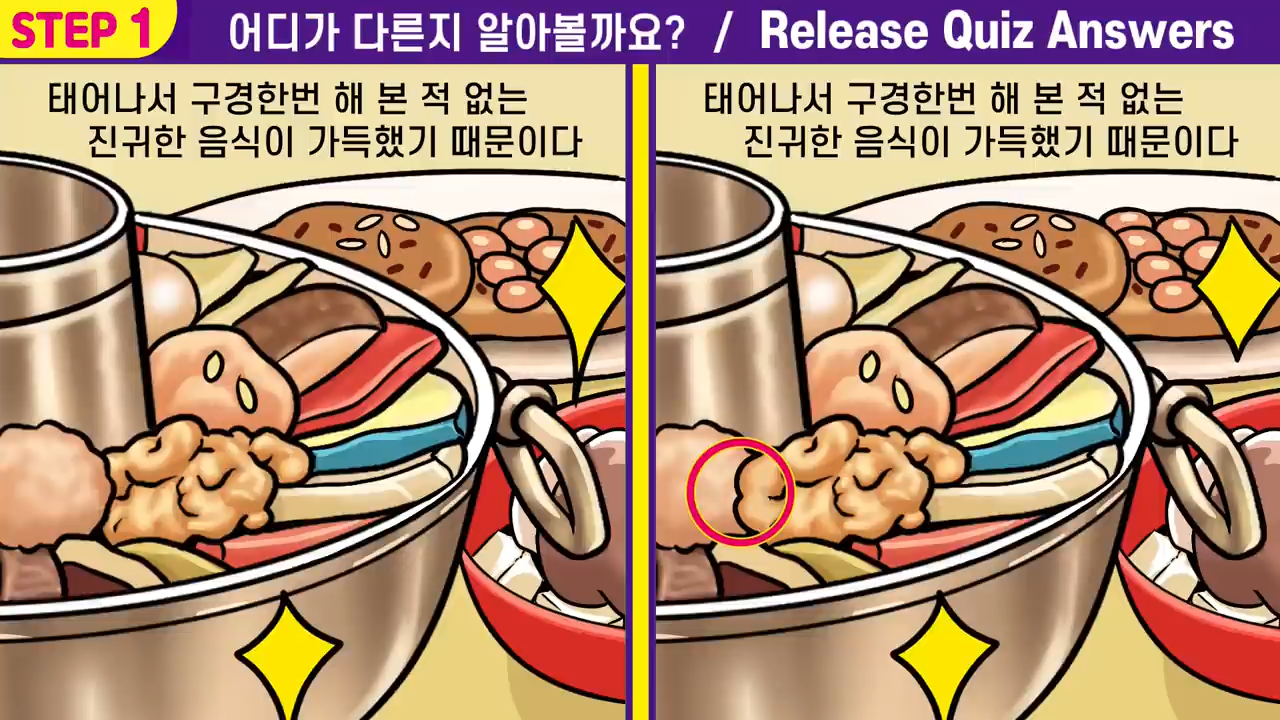 STEP 1
어디가 다른지 알아볼까요? / Release Quiz Answers
태어나서 구경한번 해 본 적 없는
진귀한 음식이 가득했기 때문이다
태어나서 구경한번 해 본 적 없는
진귀한 음식이 가득했기 때문이다